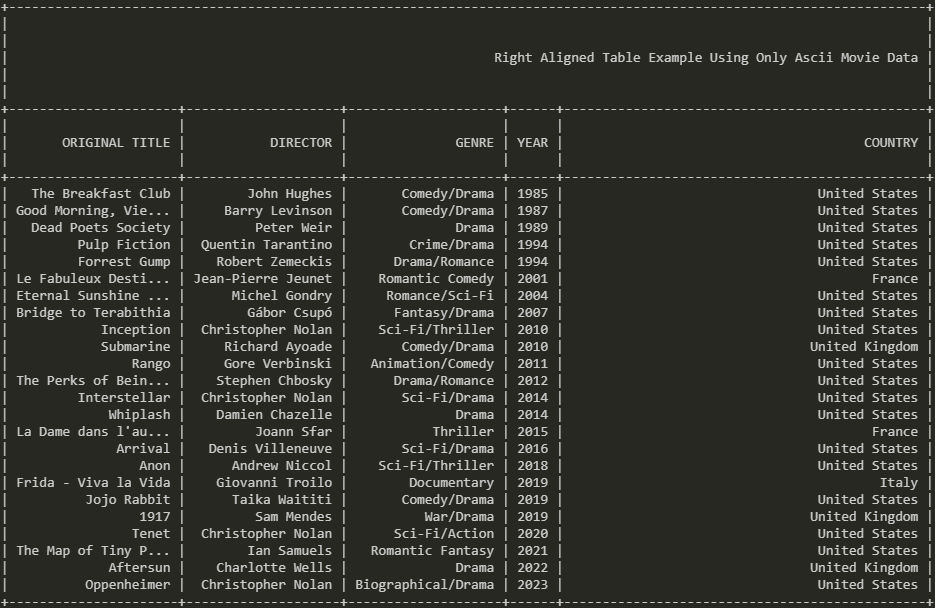 Right Aligned Table Example Using Only Ascii Movie Data
ORIGINAL TITLE | DIRECTOR | GENRE | YEAR | COUNTRY
The Breakfast Club | John Hughes | Comedy/Drama | 1985 | United States
Good Morning, Vie... | Barry Levinson | Comedy/Drama | 1987 | United States
Dead Poets Society | Peter Weir | Drama | 1989 | United States
Pulp Fiction | Quentin Tarantino | Crime/Drama | 1994 | United States
Forrest Gump | Robert Zemeckis | Drama/Romance | 1994 | United States
Le Fabuleux Desti... | Jean-Pierre Jeunet | Romantic Comedy | 2001 | France
Eternal Sunshine ... | Michel Gondry | Romance/Sci-Fi | 2004 | United States
Bridge to Terabithia | Gábor Csupó | Fantasy/Drama | 2007 | United States
Inception | Christopher Nolan | Sci-Fi/Thriller | 2010 | United States
Submarine | Richard Ayoade | Comedy/Drama | 2010 | United Kingdom
Rango | Gore Verbinski | Animation/Comedy | 2011 | United States
The Perks of Bein... | Stephen Chbosky | Drama/Romance | 2012 | United States
Interstellar | Christopher Nolan | Sci-Fi/Drama | 2014 | United States
Whiplash | Damien Chazelle | Drama | 2014 | United States
La Dame dans l'au... | Joann Sfar | Thriller | 2015 | France
Arrival | Denis Villeneuve | Sci-Fi/Drama | 2016 | United States
Anon | Andrew Niccol | Sci-Fi/Thriller | 2018 | United States
Frida - Viva la Vida | Giovanni Troilo | Documentary | 2019 | Italy
Jojo Rabbit | Taika Waititi | Comedy/Drama | 2019 | United States
1917 | Sam Mendes | War/Drama | 2019 | United Kingdom
Tenet | Christopher Nolan | Sci-Fi/Action | 2020 | United States
The Map of Tiny P... | Ian Samuels | Romantic Fantasy | 2021 | United States
Aftersun | Charlotte Wells | Drama | 2022 | United Kingdom
Oppenheimer | Christopher Nolan | Biographical/Drama | 2023 | United States